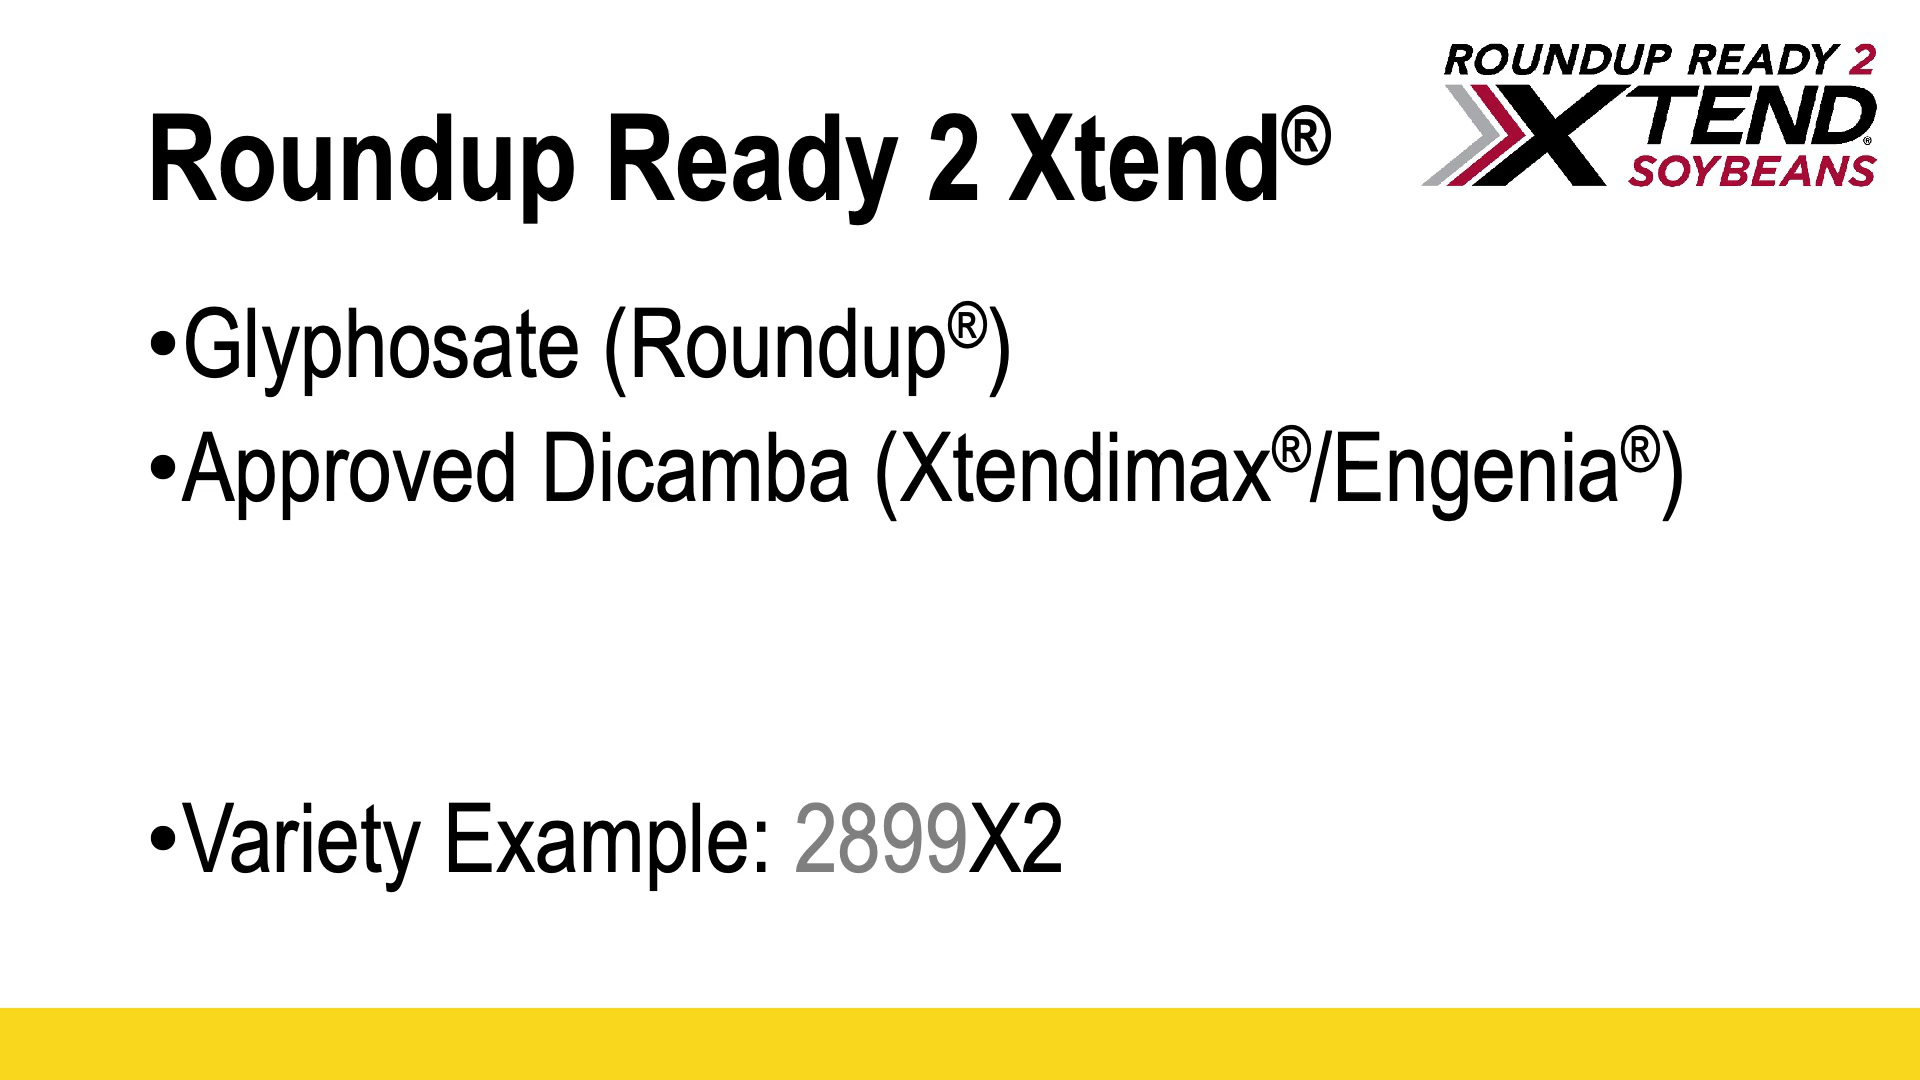 Roundup Ready 2 Xtend®
ROUNDUP READY 2
XTEND®
SOYBEANS
•Glyphosate (Roundup®)
•Approved Dicamba (Xtendimax®/Engenia®)
•Variety Example: 2899X2